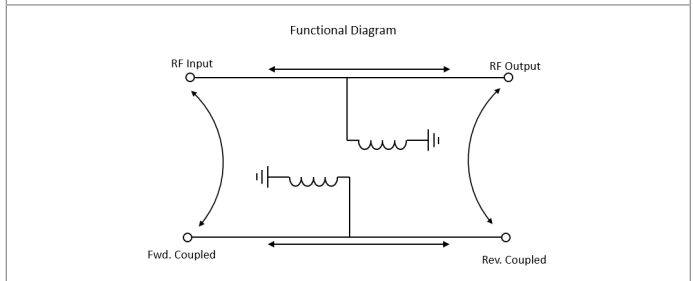 Functional Diagram
RF Input
RF Output
Fwd. Coupled
Rev. Coupled